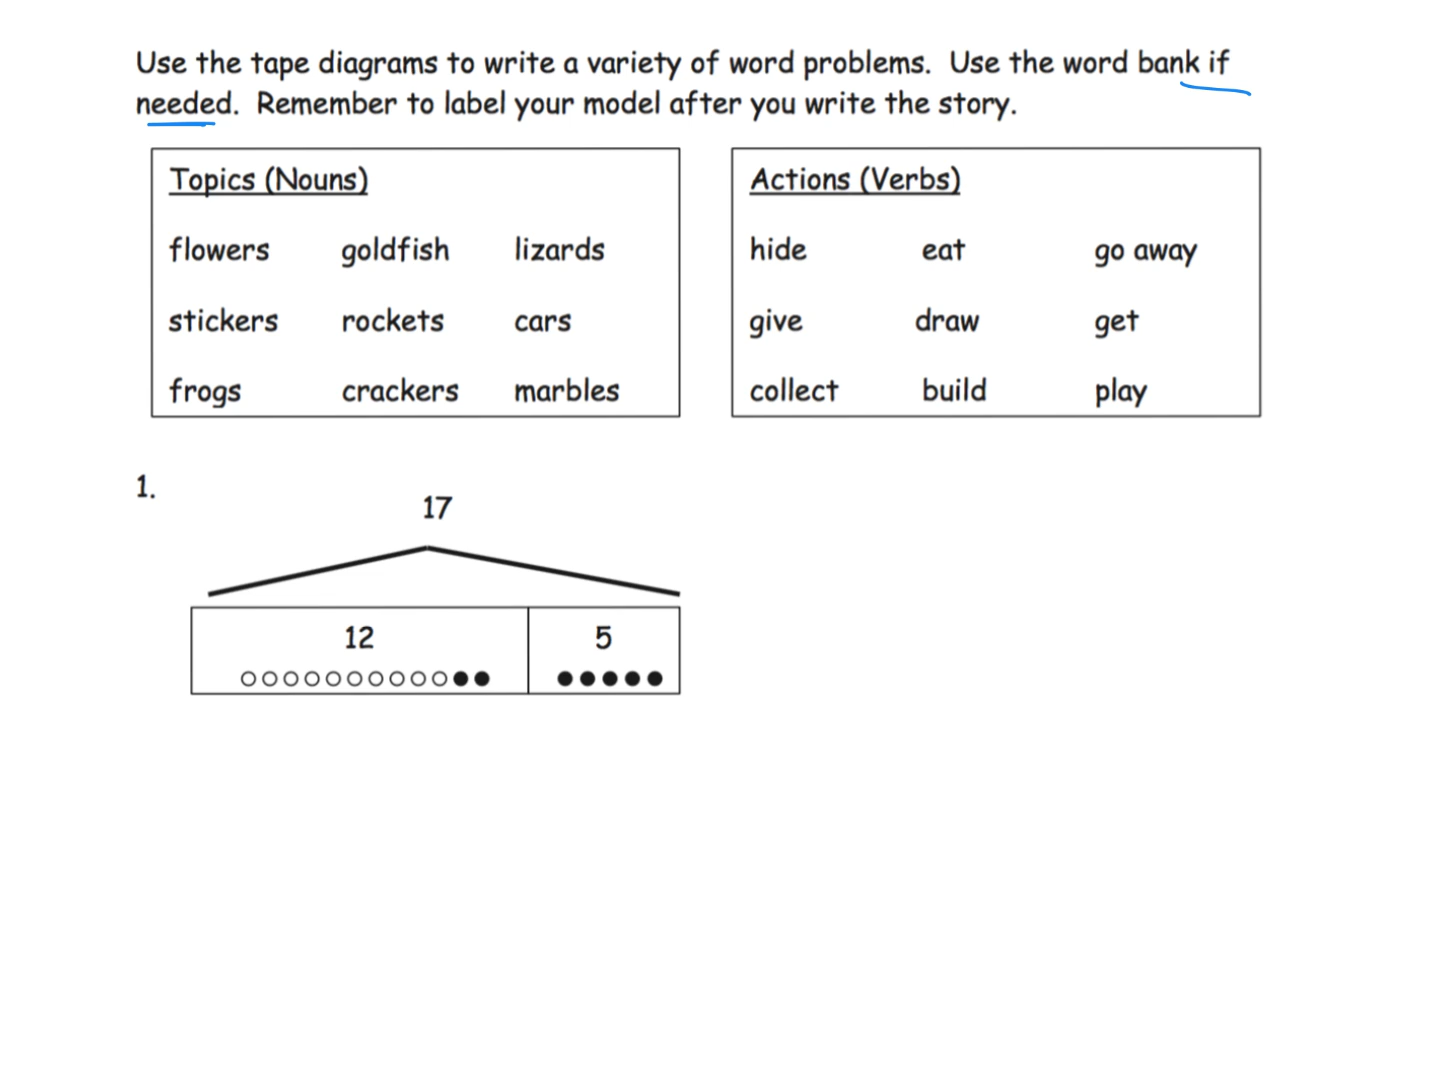 Use the tape diagrams to write a variety of word problems. Use the word bank if
needed. Remember to label your model after you write the story.
Topics (Nouns)
flowers goldfish lizards
stickers rockets cars
frogs crackers marbles
Actions (Verbs)
hide eat go away
give draw get
collect build play
1.
17
12 5